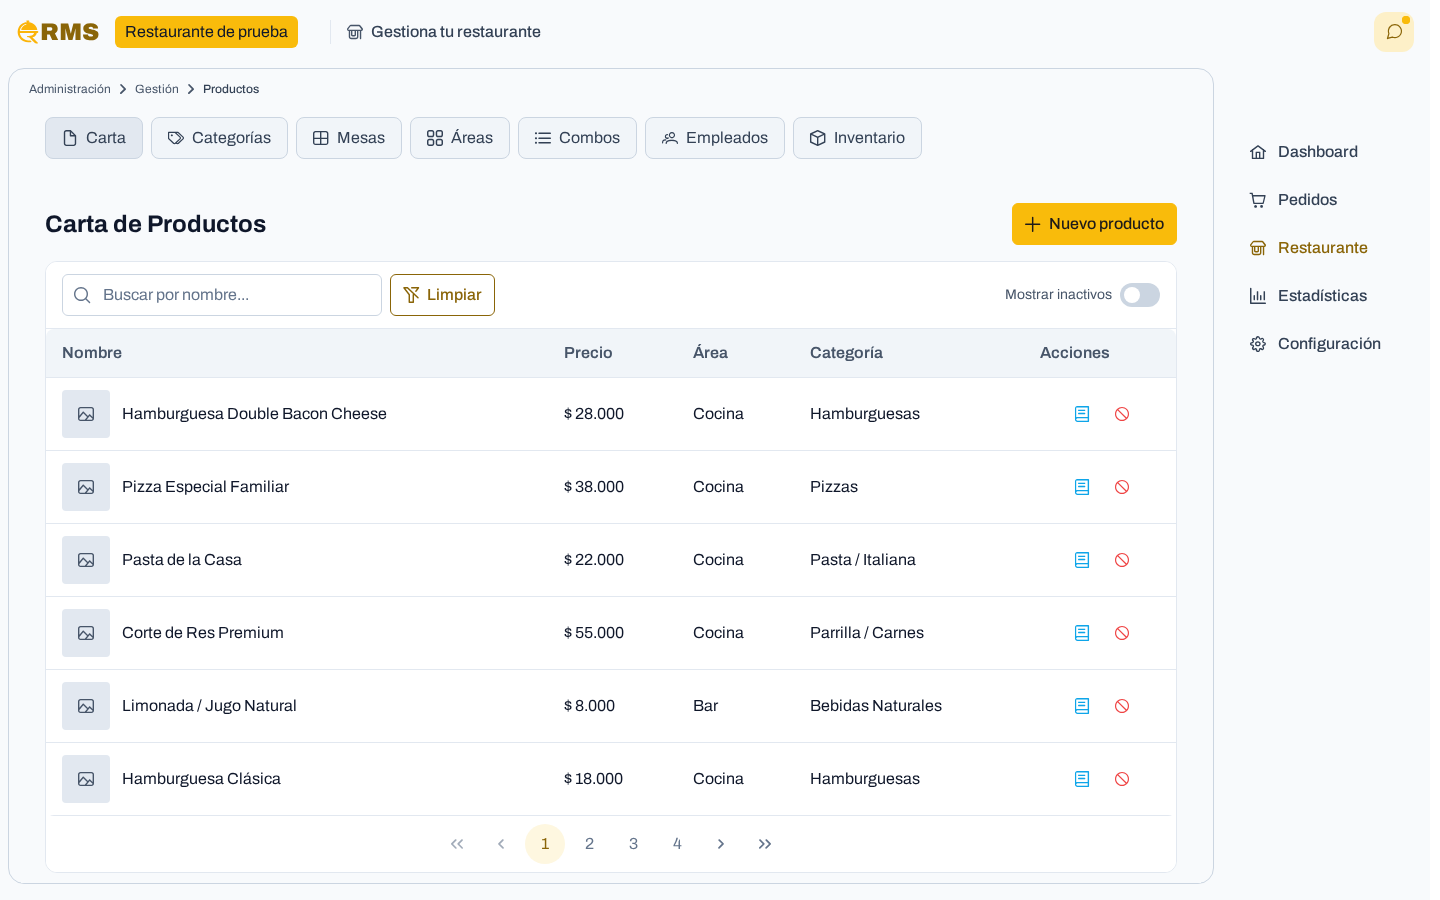 RMS Restaurante de prueba Gestiona tu restaurante
Administración Gestión Productos
Carta Categorías Mesas Áreas Combos Empleados Inventario
Carta de Productos Nuevo producto
Buscar por nombre... Limpiar Mostrar inactivos
Nombre Precio Área Categoría Acciones
Hamburguesa Double Bacon Cheese $ 28.000 Cocina Hamburguesas
Pizza Especial Familiar $ 38.000 Cocina Pizzas
Pasta de la Casa $ 22.000 Cocina Pasta / Italiana
Corte de Res Premium $ 55.000 Cocina Parrilla / Carnes
Limonada / Jugo Natural $ 8.000 Bar Bebidas Naturales
Hamburguesa Clásica $ 18.000 Cocina Hamburguesas
1 2 3 4
Dashboard
Pedidos
Restaurante
Estadísticas
Configuración